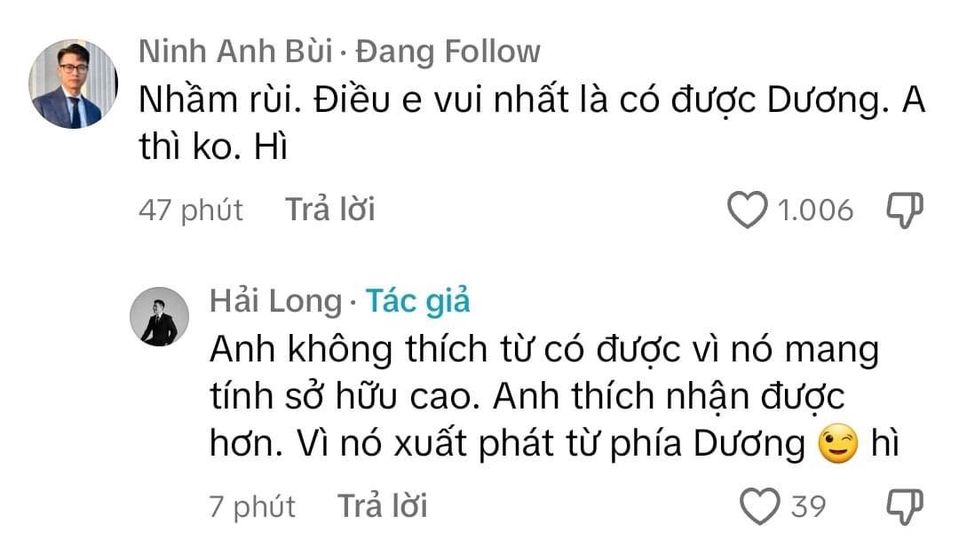 Ninh Anh Bùi · Đang Follow
Nhầm rùi. Điều e vui nhất là có được Dương. A
thì ko. Hì
47 phút Trả lời 1.006
Hải Long · Tác giả
Anh không thích từ có được vì nó mang
tính sở hữu cao. Anh thích nhận được
hơn. Vì nó xuất phát từ phía Dương 😉 hì
7 phút Trả lời 39